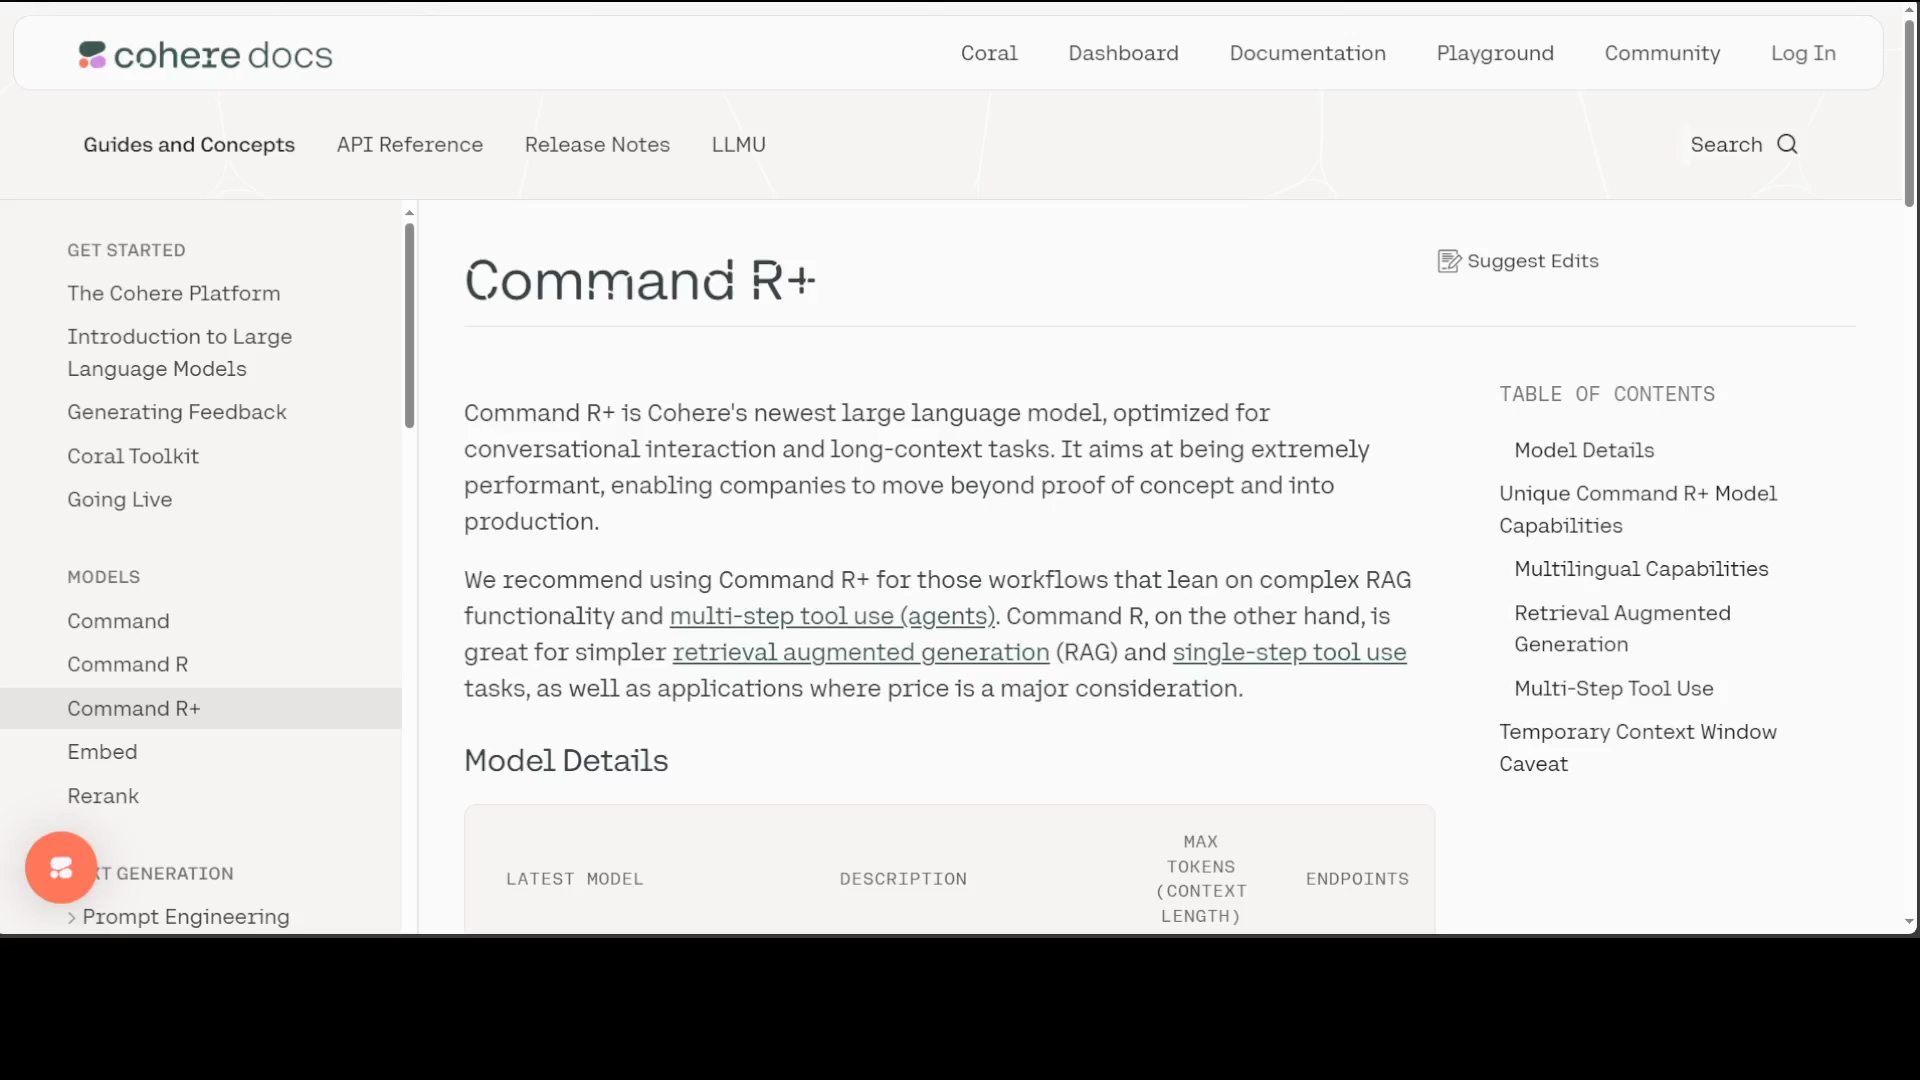 cohere docs
Coral Dashboard Documentation Playground Community Log In
Guides and Concepts API Reference Release Notes LLMU
Search
GET STARTED
The Cohere Platform
Introduction to Large
Language Models
Generating Feedback
Coral Toolkit
Going Live
MODELS
Command
Command R
Command R+
Embed
Rerank
XT GENERATION
Prompt Engineering
Command R+
Suggest Edits
Command R+ is Cohere's newest large language model, optimized for
conversational interaction and long-context tasks. It aims at being extremely
performant, enabling companies to move beyond proof of concept and into
production.
We recommend using Command R+ for those workflows that lean on complex RAG
functionality and multi-step tool use (agents). Command R, on the other hand, is
great for simpler retrieval augmented generation (RAG) and single-step tool use
tasks, as well as applications where price is a major consideration.
Model Details
LATEST MODEL
DESCRIPTION
MAX
TOKENS
(CONTEXT
LENGTH)
ENDPOINTS
TABLE OF CONTENTS
Model Details
Unique Command R+ Model
Capabilities
Multilingual Capabilities
Retrieval Augmented
Generation
Multi-Step Tool Use
Temporary Context Window
Caveat